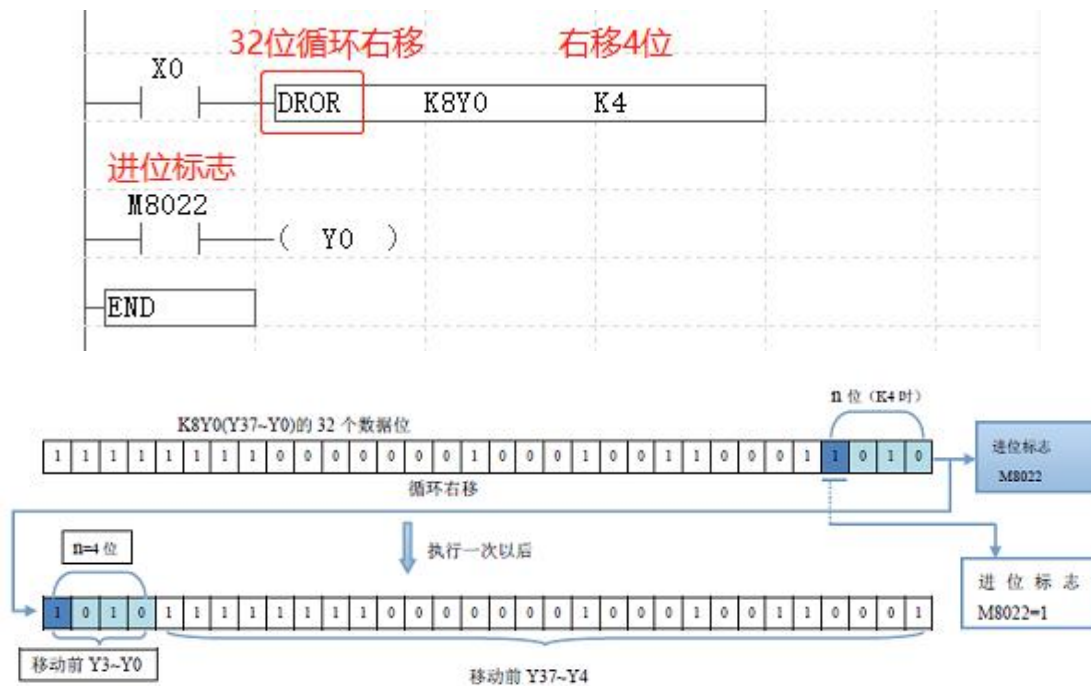 32位循环右移 右移4位
X0
DROR K8Y0 K4
进位标志
M8022
( Y0 )
END
n 位（K4 时）
K8Y0(Y37~Y0)的 32 个数据位
1 1 1 1 1 1 1 1 0 0 0 0 0 0 0 1 0 0 0 1 0 0 1 1 0 0 0 1 1 0 1 0
进位标志
M8022
循环右移
n=4 位
执行一次以后
进 位 标 志
M8022=1
1 0 1 0 1 1 1 1 1 1 1 1 0 0 0 0 0 0 0 1 0 0 0 1 0 0 1 1 0 0 0 1
移动前 Y3~Y0
移动前 Y37~Y4